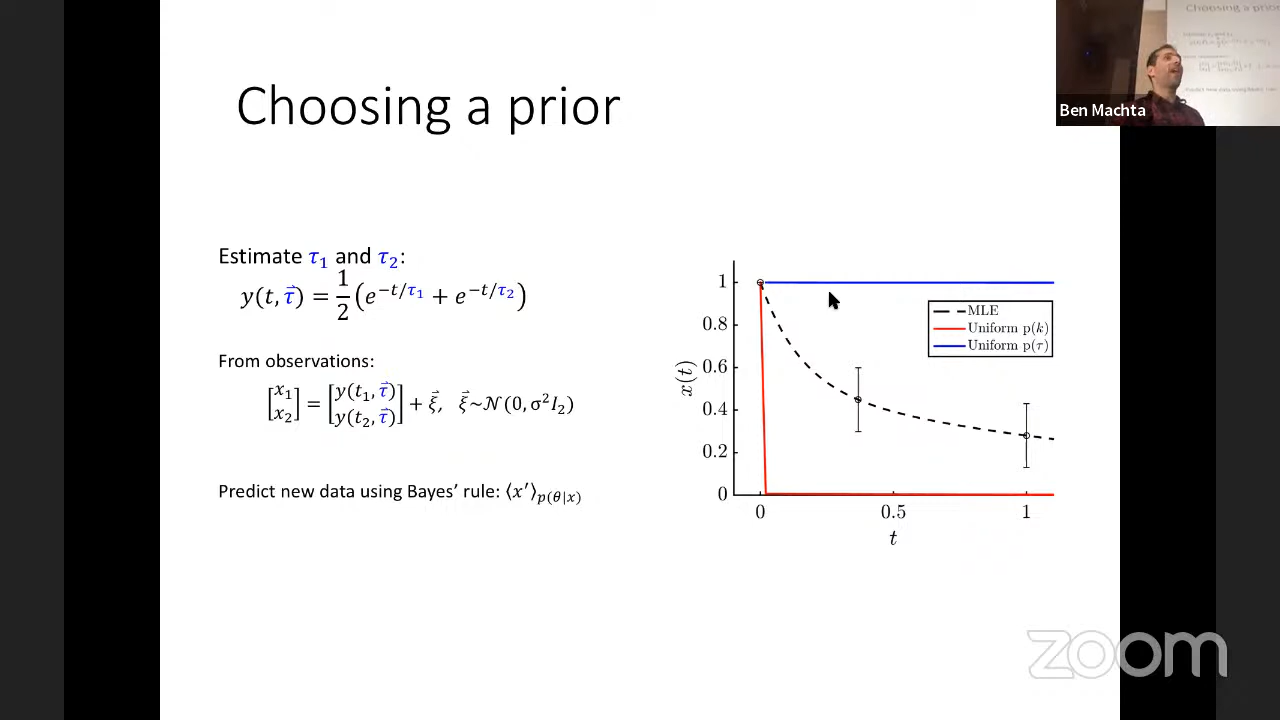 Choosing a prior
Ben Machta
Estimate τ₁ and τ₂:
y(t, τ⃗) = 1/2 (e^{−t/τ₁} + e^{−t/τ₂})
From observations:
[x₁ x₂] = [y(t₁, τ⃗) y(t₂, τ⃗)] + ξ⃗, ξ⃗~𝒩(0, σ²I₂)
Predict new data using Bayes’ rule: ⟨x′⟩_{p(θ|x)}
1
0.8
0.6
0.4
0.2
0
x(t)
MLE
Uniform p(k)
Uniform p(τ)
0 0.5 1
t
zoom